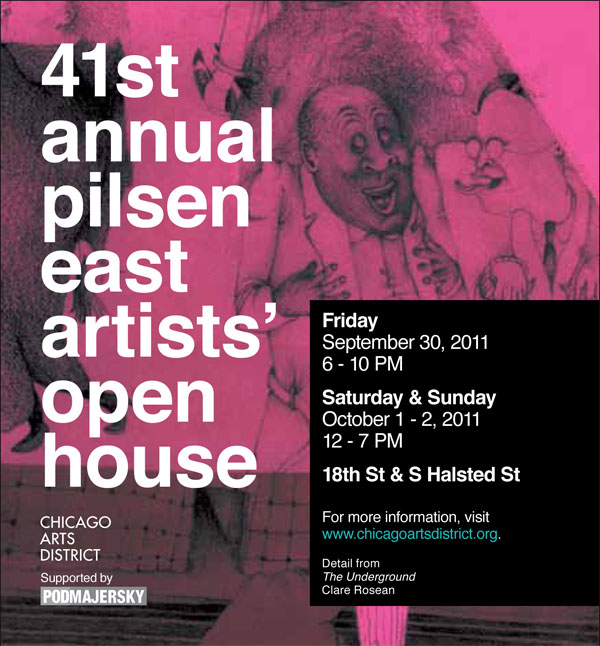 41st
annual
pilsen
east
artists’
open
house
CHICAGO
ARTS
DISTRICT
Supported by
PODMAJERSKY
Friday
September 30, 2011
6 - 10 PM
Saturday & Sunday
October 1 - 2, 2011
12 - 7 PM
18th St & S Halsted St
For more information, visit
www.chicagoartsdistrict.org.
Detail from
The Underground
Clare Rosean